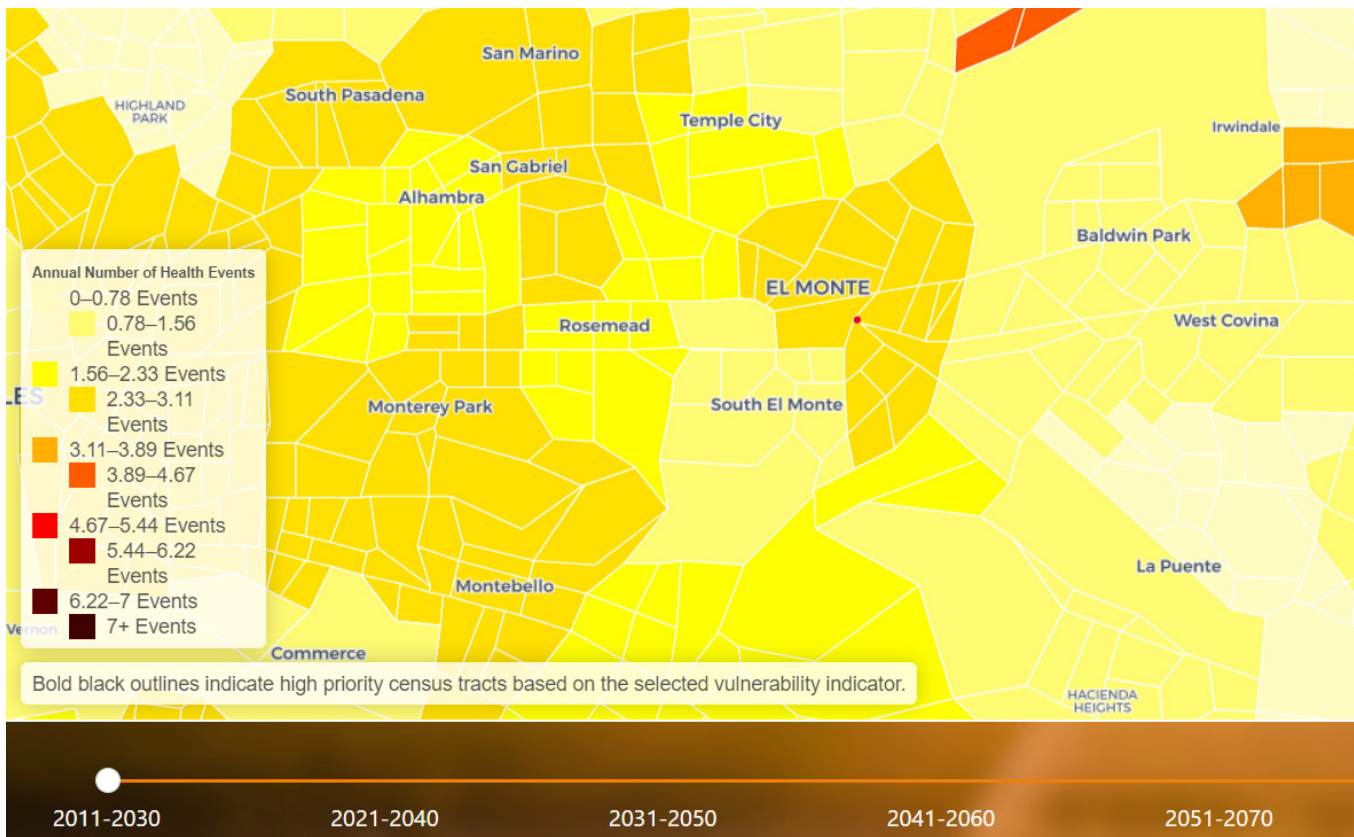 San Marino
South Pasadena
HIGHLAND
PARK
Temple City
Irwindale
San Gabriel
Alhambra
Baldwin Park
EL MONTE
Rosemead
West Covina
LES
Monterey Park
South El Monte
La Puente
Montebello
Vernon
Commerce
HACIENDA
HEIGHTS
Annual Number of Health Events
0–0.78 Events
0.78–1.56
Events
1.56–2.33 Events
2.33–3.11
Events
3.11–3.89 Events
3.89–4.67
Events
4.67–5.44 Events
5.44–6.22
Events
6.22–7 Events
7+ Events
Bold black outlines indicate high priority census tracts based on the selected vulnerability indicator.
2011-2030 2021-2040 2031-2050 2041-2060 2051-2070